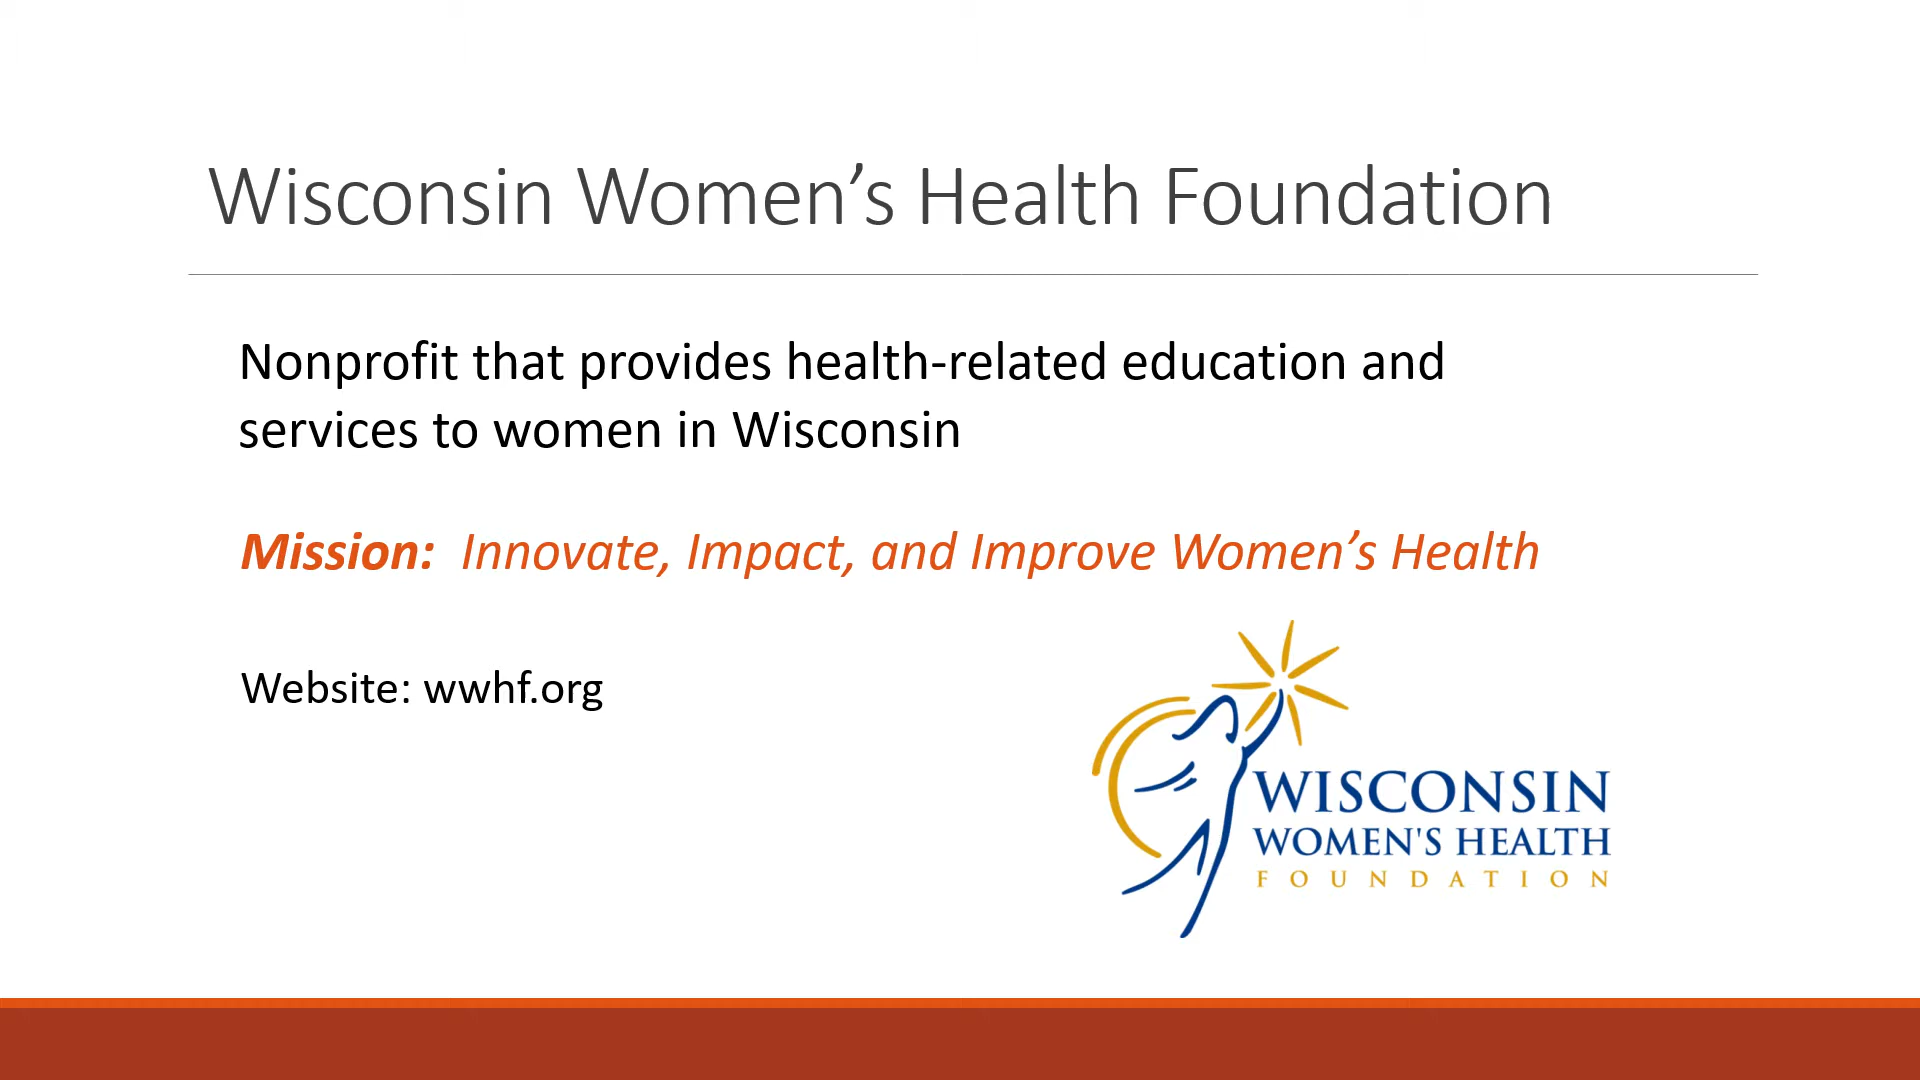 Wisconsin Women’s Health Foundation
Nonprofit that provides health-related education and
services to women in Wisconsin
Mission: Innovate, Impact, and Improve Women’s Health
Website: wwhf.org
WISCONSIN
WOMEN'S HEALTH
FOUNDATION